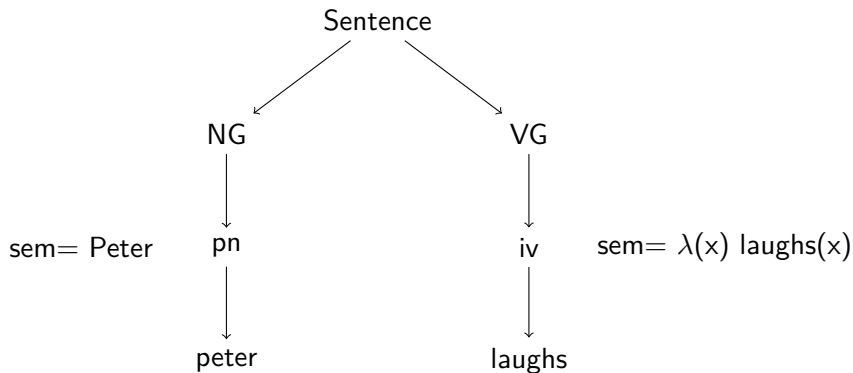 Sentence
NG VG
sem= Peter pn iv sem= λ(x) laughs(x)
peter laughs